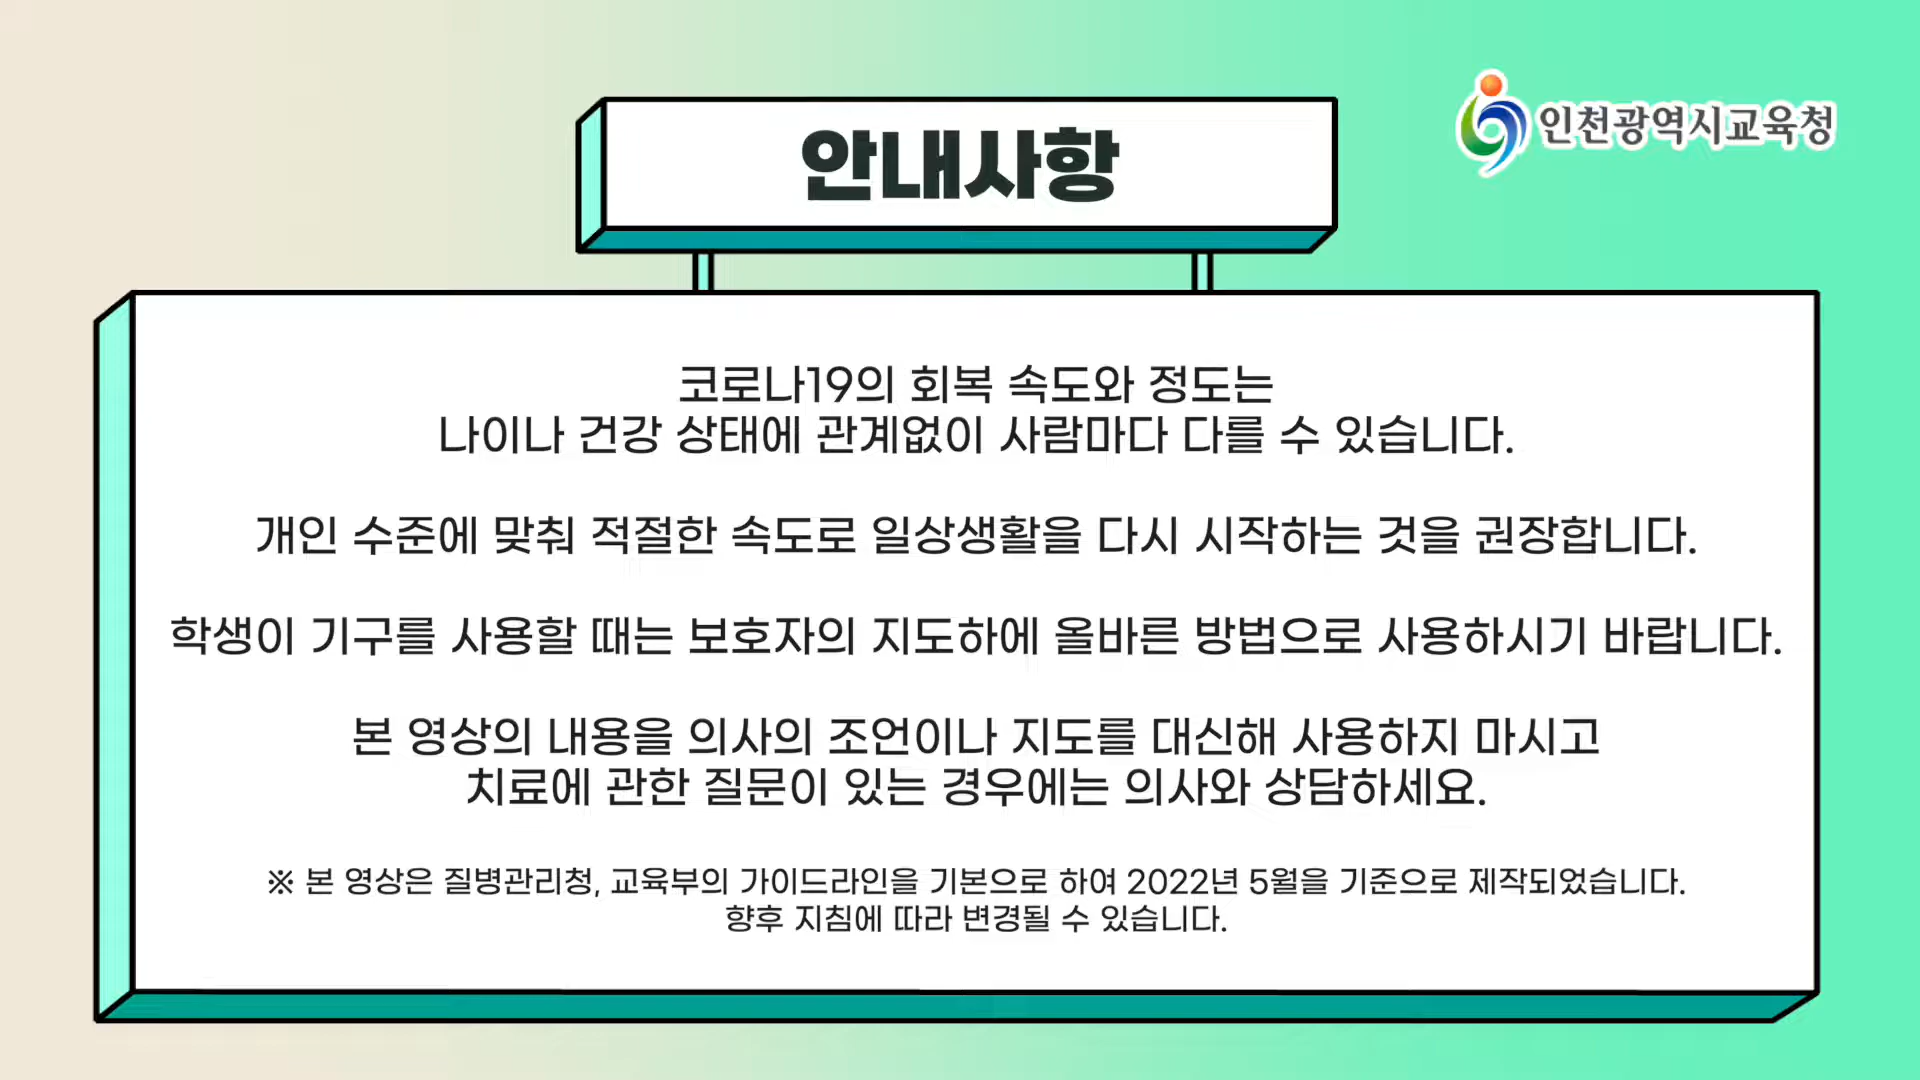 안내사항
인천광역시교육청
코로나19의 회복 속도와 정도는
나이나 건강 상태에 관계없이 사람마다 다를 수 있습니다.
개인 수준에 맞춰 적절한 속도로 일상생활을 다시 시작하는 것을 권장합니다.
학생이 기구를 사용할 때는 보호자의 지도하에 올바른 방법으로 사용하시기 바랍니다.
본 영상의 내용을 의사의 조언이나 지도를 대신해 사용하지 마시고
치료에 관한 질문이 있는 경우에는 의사와 상담하세요.
※ 본 영상은 질병관리청, 교육부의 가이드라인을 기본으로 하여 2022년 5월을 기준으로 제작되었습니다.
향후 지침에 따라 변경될 수 있습니다.